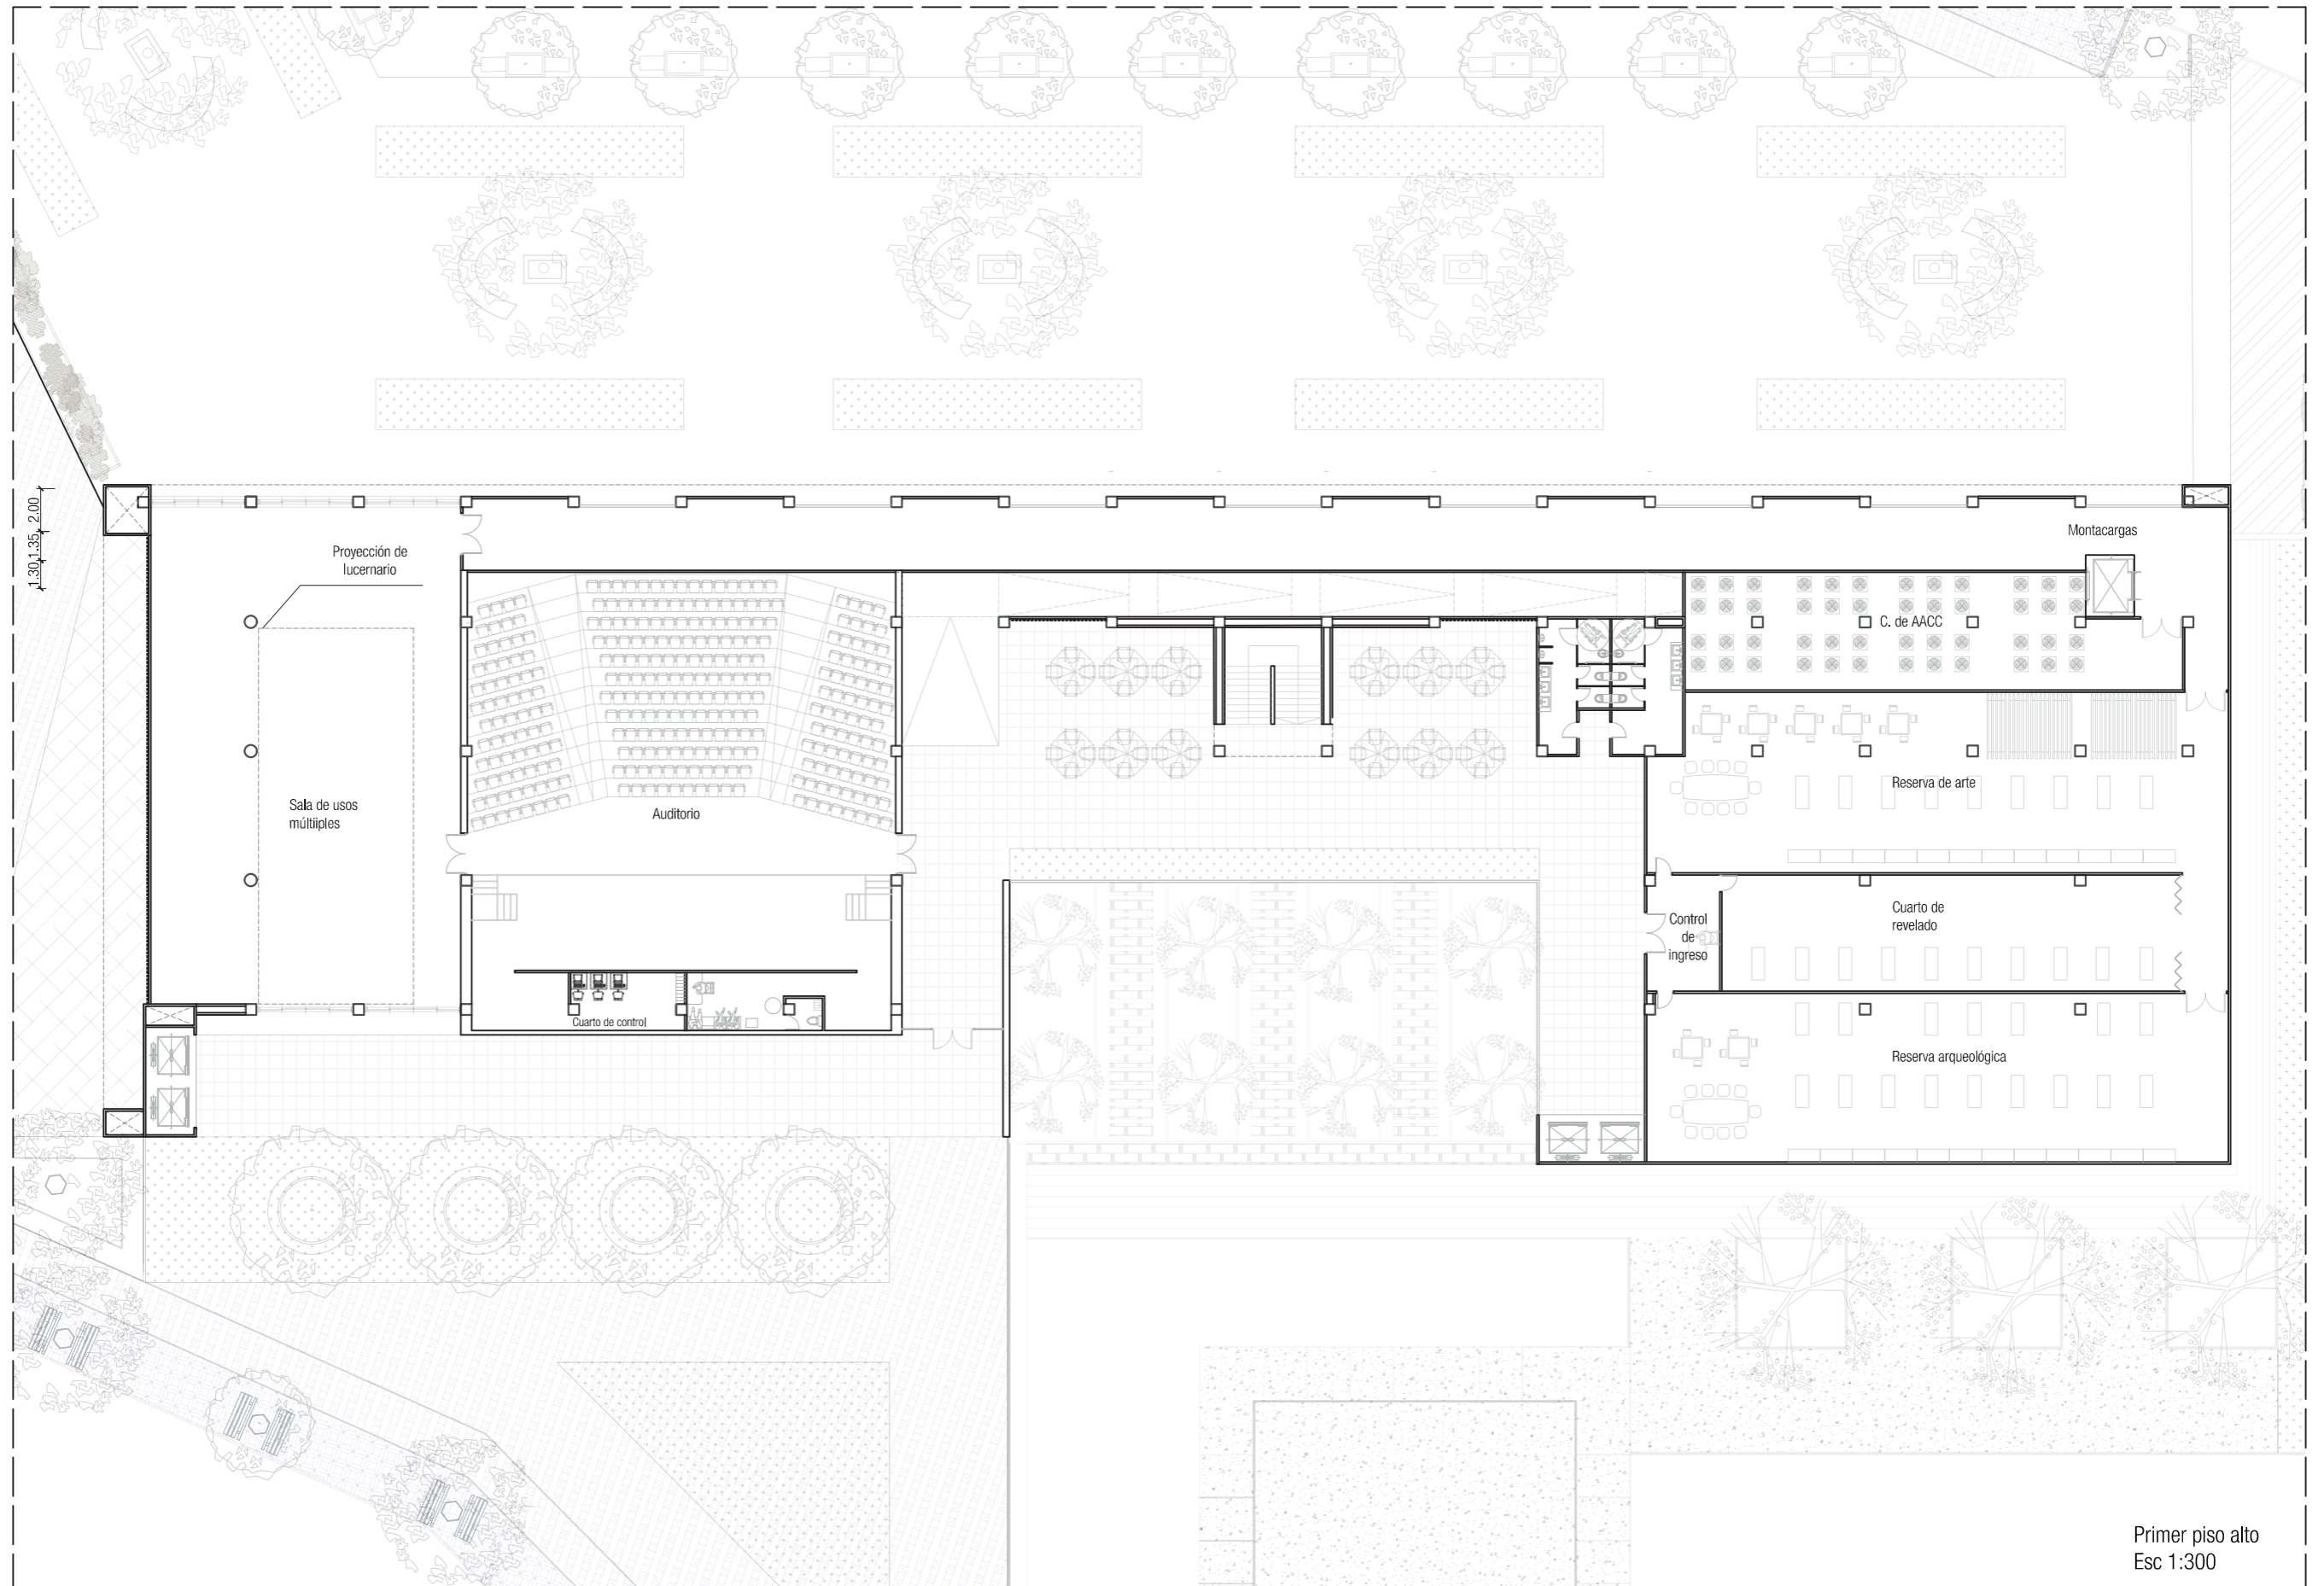 2.00
1.35
1.30
Proyección de
lucernario
Montacargas
C. de AACC
Sala de usos
múltiiples
Auditorio
Reserva de arte
Cuarto de
revelado
Control
de
ingreso
Cuarto de control
Reserva arqueológica
Primer piso alto
Esc 1:300